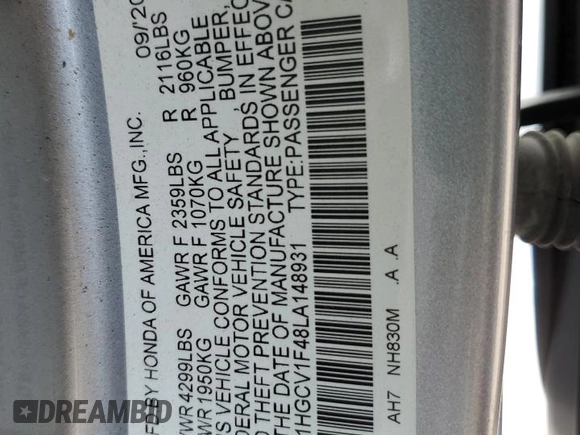 FD BY HONDA OF AMERICA MFG.,INC. 09/20
WR 4299LBS GAWR F 2359LBS R 2116LBS
WR 1950KG GAWR F 1070KG R 960KG
S VEHICLE CONFORMS TO ALL APPLICABLE
DERAL MOTOR VEHICLE SAFETY, BUMPER,
D THEFT PREVENTION STANDARDS IN EFFEC
THE DATE OF MANUFACTURE SHOWN ABOV
1HGCV1F48LA148931 TYPE:PASSENGER CA
AH7 NH830M .A .A
DREAMBID